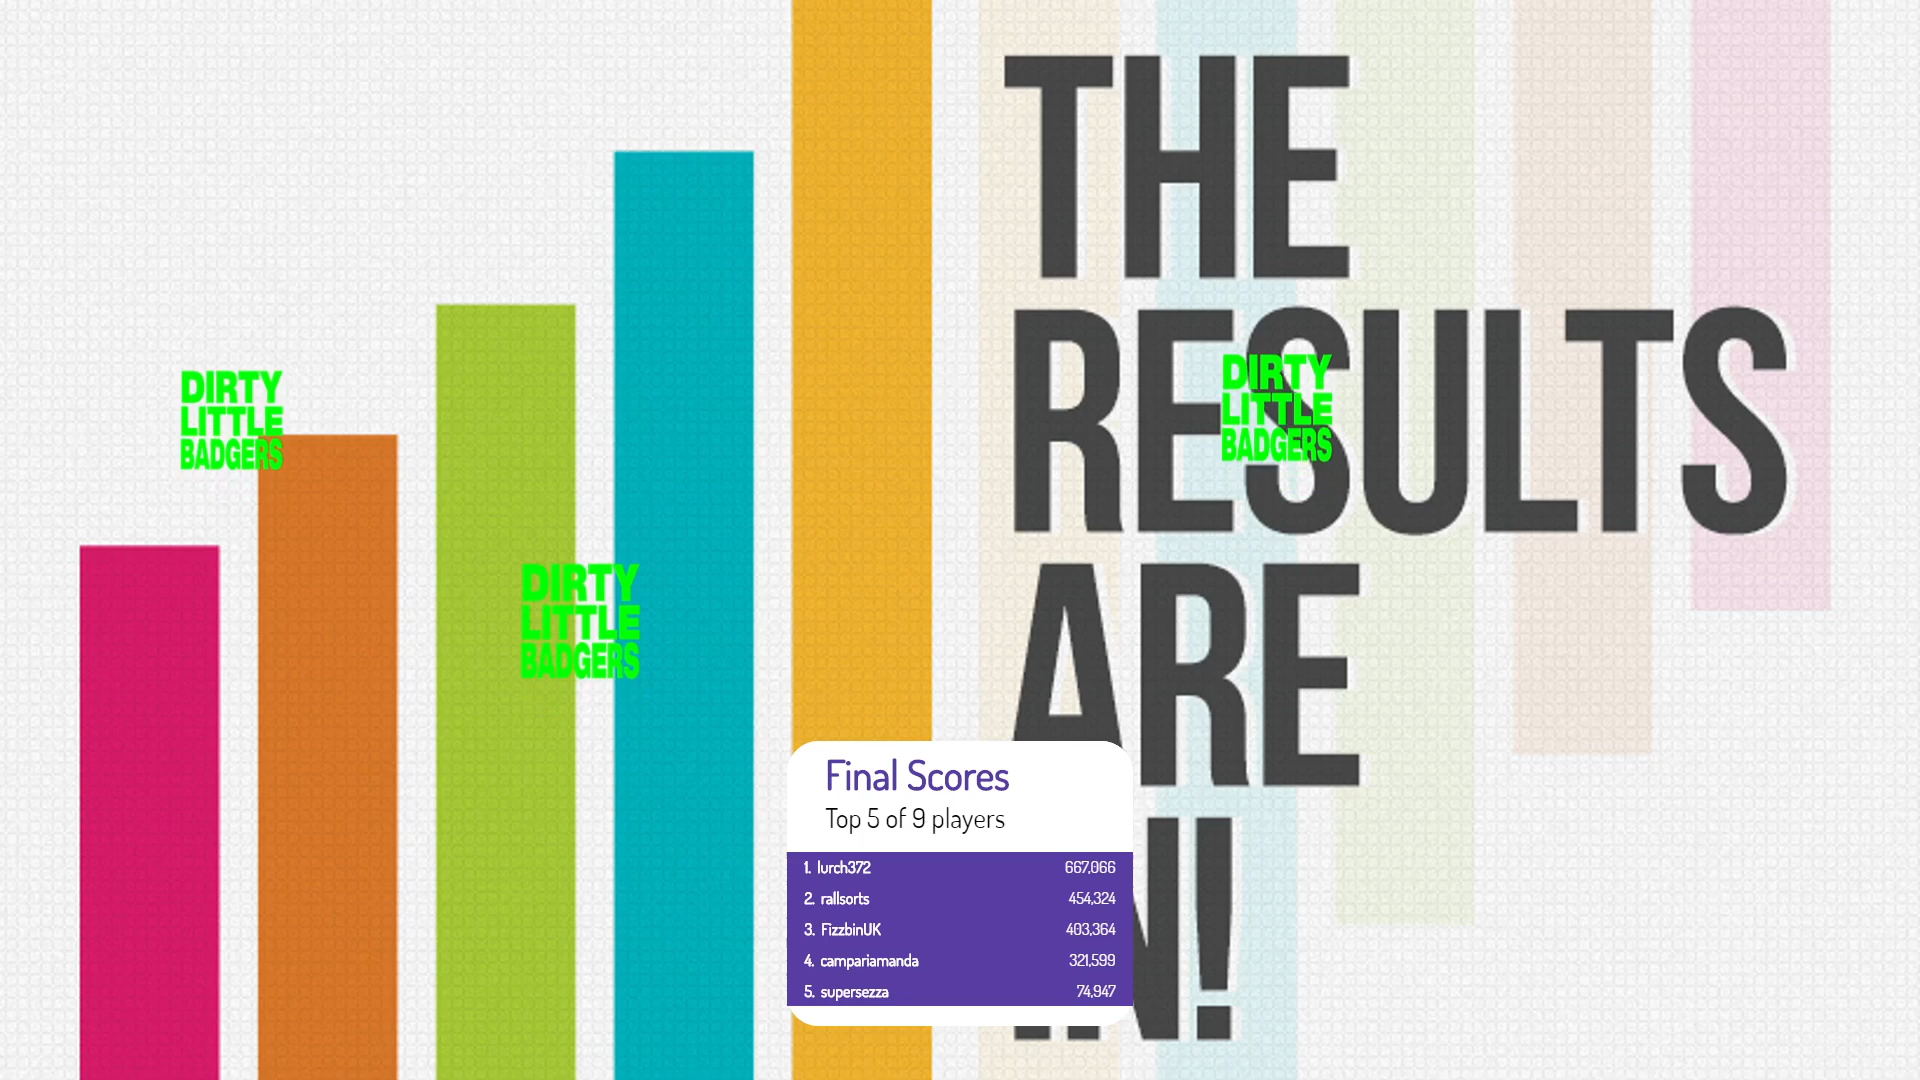 THE
RESULTS
ARE
IN!
DIRTY
LITTLE
BADGERS
DIRTY
LITTLE
BADGERS
DIRTY
LITTLE
BADGERS
Final Scores
Top 5 of 9 players
1. lurch372 667,066
2. rallsorts 454,324
3. FizzbinUK 403,364
4. campariamanda 321,599
5. supersezza 74,947